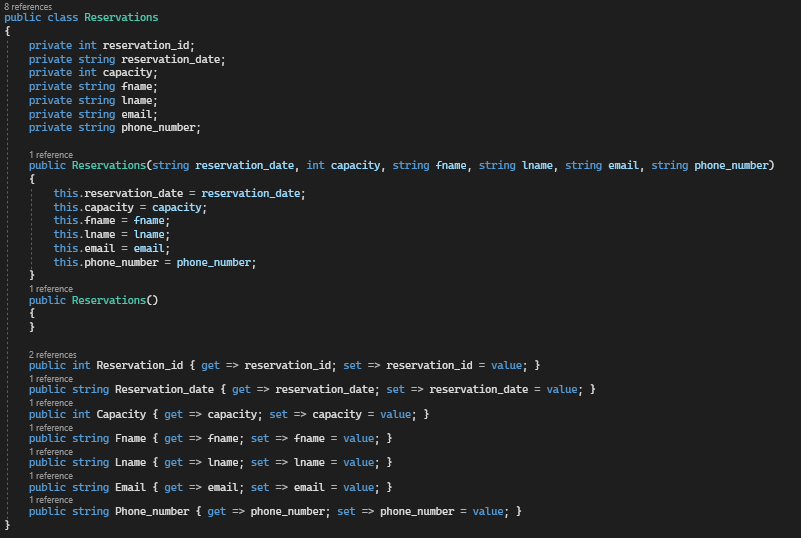 8 references
public class Reservations
{
private int reservation_id;
private string reservation_date;
private int capacity;
private string fname;
private string lname;
private string email;
private string phone_number;
1 reference
public Reservations(string reservation_date, int capacity, string fname, string lname, string email, string phone_number)
{
this.reservation_date = reservation_date;
this.capacity = capacity;
this.fname = fname;
this.lname = lname;
this.email = email;
this.phone_number = phone_number;
}
1 reference
public Reservations()
{
}
2 references
public int Reservation_id { get => reservation_id; set => reservation_id = value; }
1 reference
public string Reservation_date { get => reservation_date; set => reservation_date = value; }
1 reference
public int Capacity { get => capacity; set => capacity = value; }
1 reference
public string Fname { get => fname; set => fname = value; }
1 reference
public string Lname { get => lname; set => lname = value; }
1 reference
public string Email { get => email; set => email = value; }
1 reference
public string Phone_number { get => phone_number; set => phone_number = value; }
}